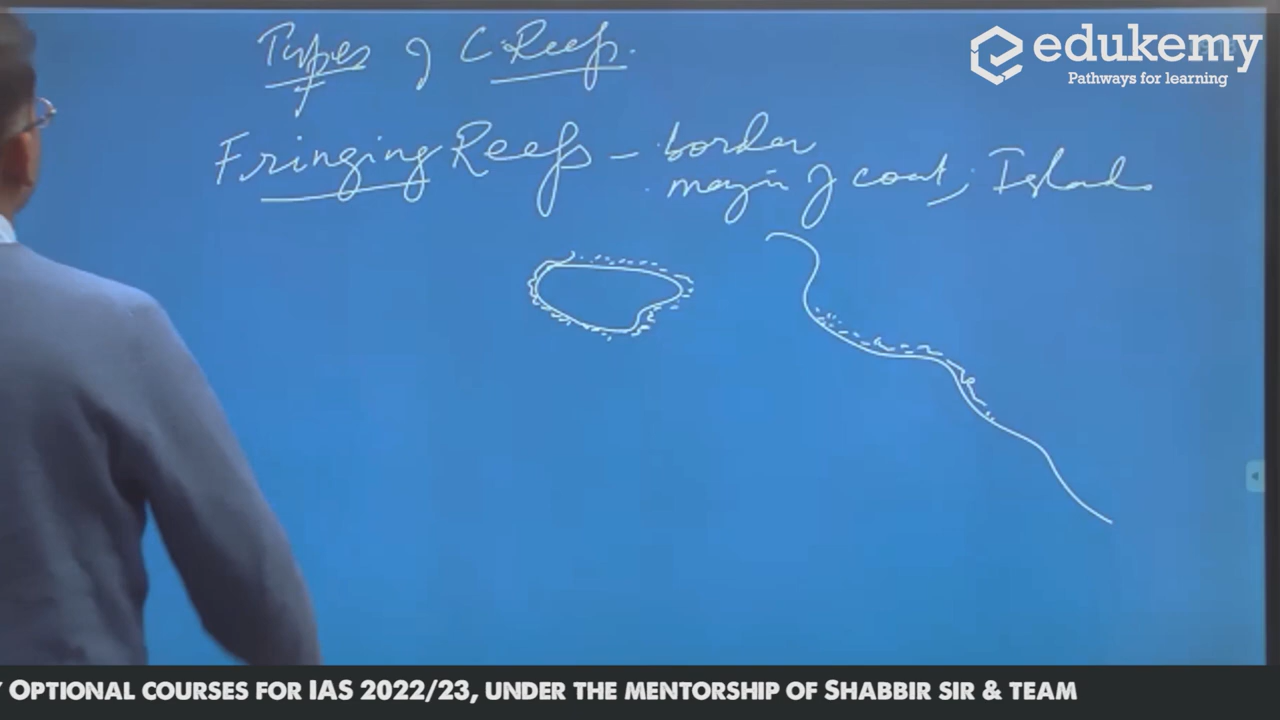 Types of C. Reefs.
edukemy
Pathways for learning
Fringing Reefs - border
margin of coast, Islands
OPTIONAL COURSES FOR IAS 2022/23, UNDER THE MENTORSHIP OF SHABBIR SIR & TEAM